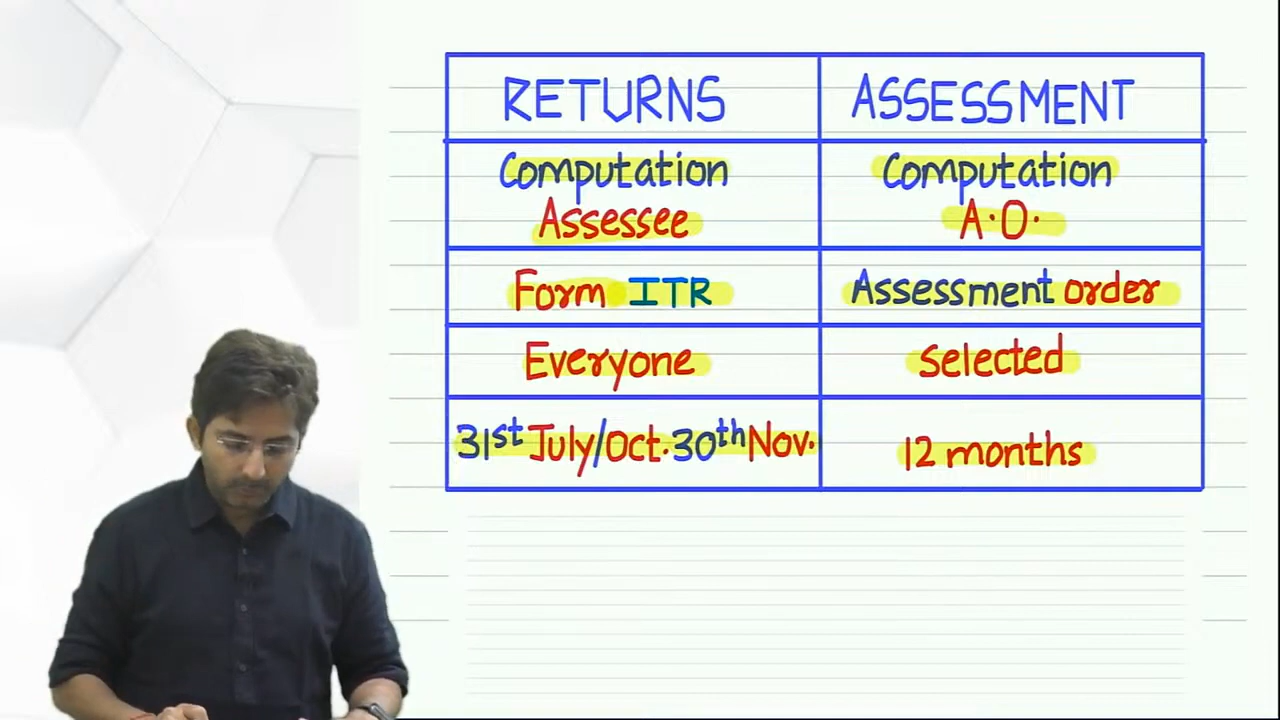 RETURNS ASSESSMENT
Computation Computation
Assessee A.O.
Form ITR Assessment order
Everyone Selected
31st July/Oct. 30th Nov. 12 months